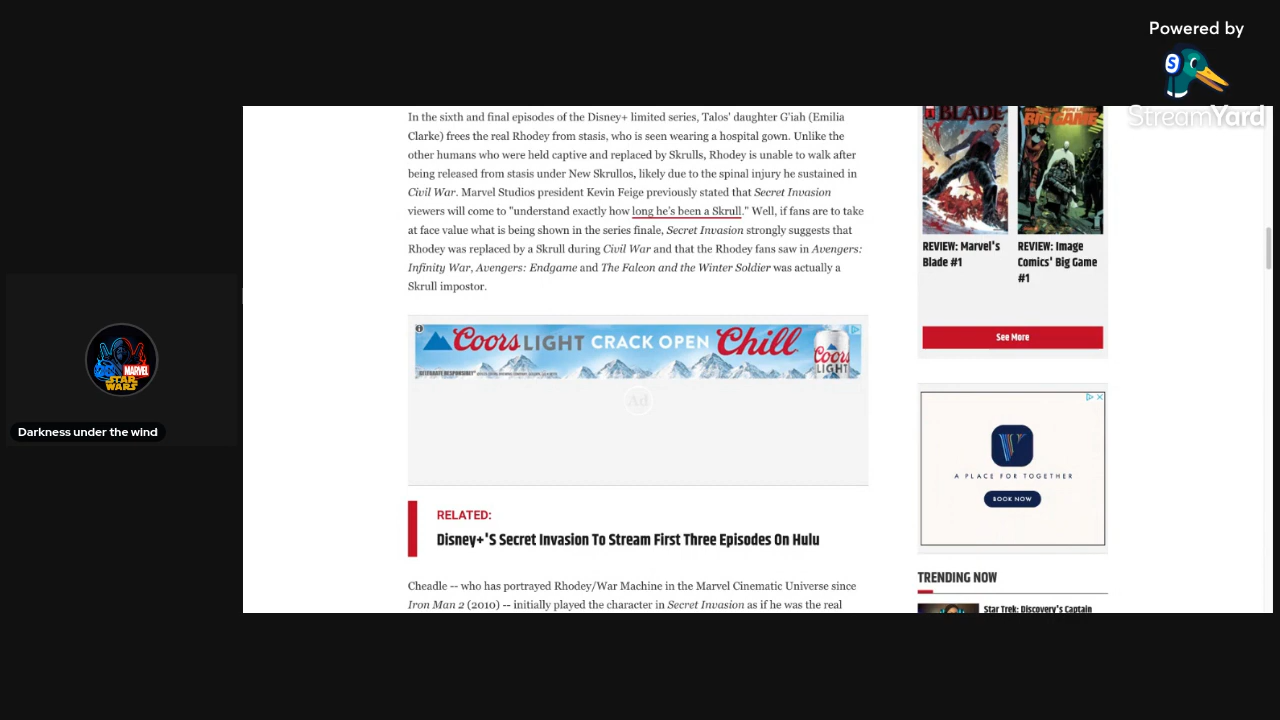 Powered by
S
StreamYard
In the sixth and final episodes of the Disney+ limited series, Talos' daughter G'iah (Emilia
Clarke) frees the real Rhodey from stasis, who is seen wearing a hospital gown. Unlike the
other humans who were held captive and replaced by Skrulls, Rhodey is unable to walk after
being released from stasis under New Skrullos, likely due to the spinal injury he sustained in
Civil War. Marvel Studios president Kevin Feige previously stated that Secret Invasion
viewers will come to "understand exactly how long he's been a Skrull." Well, if fans are to take
at face value what is being shown in the series finale, Secret Invasion strongly suggests that
Rhodey was replaced by a Skrull during Civil War and that the Rhodey fans saw in Avengers:
Infinity War, Avengers: Endgame and The Falcon and the Winter Soldier was actually a
Skrull impostor.
Coors LIGHT CRACK OPEN Chill
Coors
LIGHT
Ad
RELATED:
Disney+'S Secret Invasion To Stream First Three Episodes On Hulu
Cheadle -- who has portrayed Rhodey/War Machine in the Marvel Cinematic Universe since
Iron Man 2 (2010) -- initially played the character in Secret Invasion as if he was the real
BLADE
BIG GAME
REVIEW: Marvel's
Blade #1
REVIEW: Image
Comics' Big Game
#1
See More
A PLACE FOR TOGETHER
BOOK NOW
TRENDING NOW
Star Trek: Discovery's Captain
MARVEL
STAR
WARS
Darkness under the wind